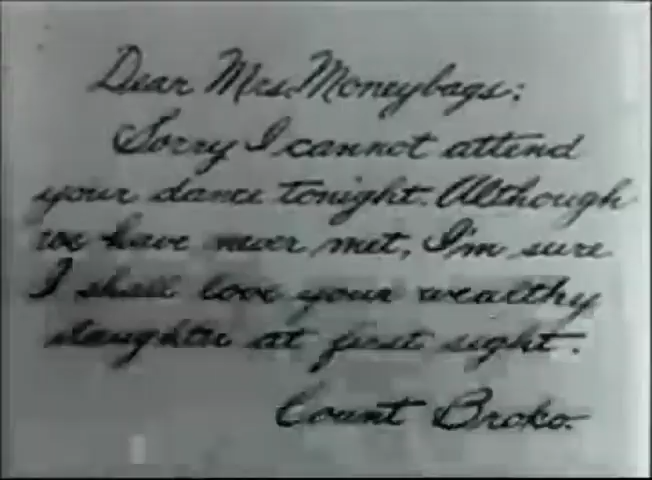 Dear Mrs. Moneybags:
Sorry I cannot attend
your dance tonight. Although
we have never met, I'm sure
I shall love your wealthy
daughter at first sight.
Count Broko.